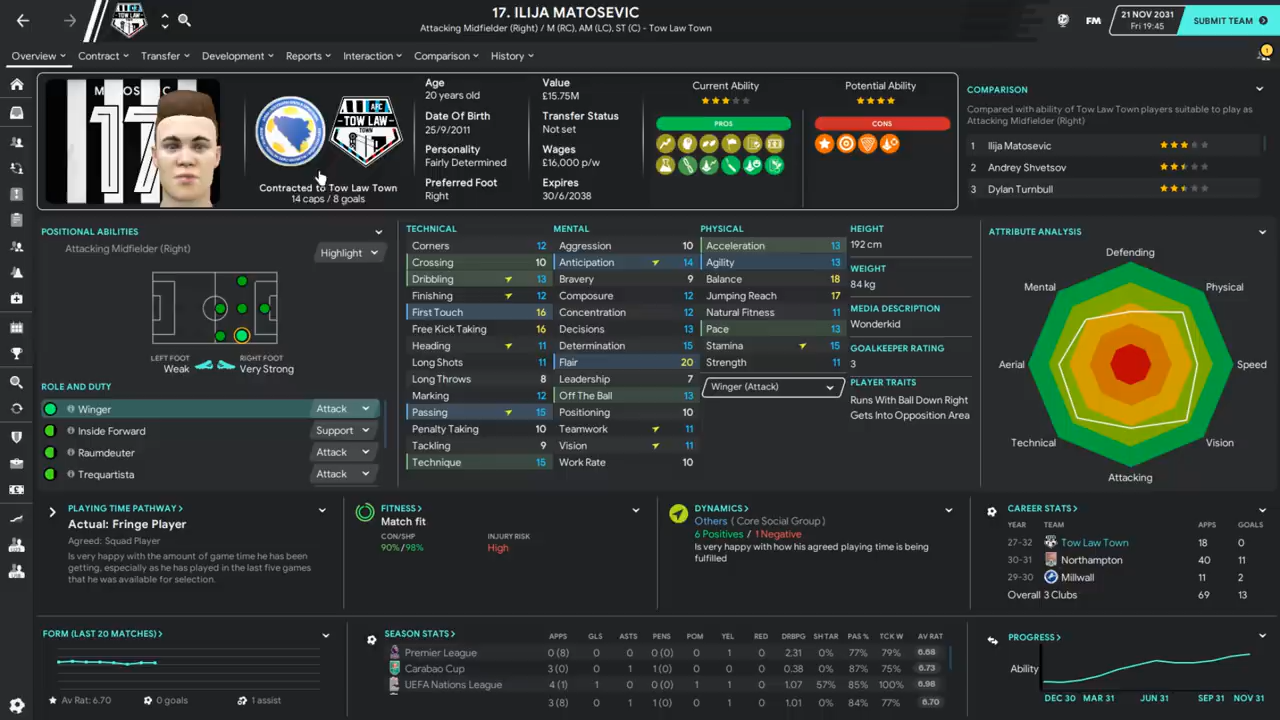 17. ILIJA MATOSEVIC
Attacking Midfielder (Right) / M (RC), AM (LC), ST (C) - Tow Law Town
FM
21 NOV 2031
Fri 19:45
SUBMIT TEAM
1
Overview
Contract
Transfer
Development
Reports
Interaction
Comparison
History
17
AFC
TOW LAW
TOWN
Contracted to Tow Law Town
14 caps / 8 goals
Age
20 years old
Date Of Birth
25/9/2011
Personality
Fairly Determined
Preferred Foot
Right
Value
£15.75M
Transfer Status
Not set
Wages
£16,000 p/w
Expires
30/6/2038
Current Ability
PROS
Potential Ability
CONS
COMPARISON
Compared with ability of Tow Law Town players suitable to play as
Attacking Midfielder (Right)
1 Ilija Matosevic
2 Andrey Shvetsov
3 Dylan Turnbull
POSITIONAL ABILITIES
Attacking Midfielder (Right)
Highlight
LEFT FOOT
Weak
RIGHT FOOT
Very Strong
ROLE AND DUTY
Winger Attack
Inside Forward Support
Raumdeuter Attack
Trequartista Attack
TECHNICAL
Corners 12
Crossing 10
Dribbling 13
Finishing 12
First Touch 16
Free Kick Taking 16
Heading 11
Long Shots 11
Long Throws 8
Marking 12
Passing 15
Penalty Taking 10
Tackling 9
Technique 15
MENTAL
Aggression 10
Anticipation 14
Bravery 9
Composure 12
Concentration 12
Decisions 13
Determination 15
Flair 20
Leadership 7
Off The Ball 13
Positioning 10
Teamwork 11
Vision 11
Work Rate 10
PHYSICAL
Acceleration 13
Agility 13
Balance 18
Jumping Reach 17
Natural Fitness 11
Pace 13
Stamina 15
Strength 11
Winger (Attack)
HEIGHT
192 cm
WEIGHT
84 kg
MEDIA DESCRIPTION
Wonderkid
GOALKEEPER RATING
3
PLAYER TRAITS
Runs With Ball Down Right
Gets Into Opposition Area
ATTRIBUTE ANALYSIS
Defending
Mental
Physical
Aerial
Speed
Technical
Vision
Attacking
PLAYING TIME PATHWAY
Actual: Fringe Player
Agreed: Squad Player
Is very happy with the amount of game time he has been
getting, especially as he has played in the last five games
that he was available for selection.
FITNESS
Match fit
CON/SHP
90%/98%
INJURY RISK
High
DYNAMICS
Others ( Core Social Group )
6 Positives / 1 Negative
Is very happy with how his agreed playing time is being
fulfilled
CAREER STATS
YEAR TEAM APPS GOALS
27-32 Tow Law Town 18 0
30-31 Northampton 40 11
29-30 Millwall 11 2
Overall 3 Clubs 69 13
FORM (LAST 20 MATCHES)
Av Rat: 6.70
0 goals
1 assist
SEASON STATS
APPS GLS ASTS PENS POM YEL RED DRBPG SH TAR PAS % TCK W AV RAT
Premier League 0 (8) 0 0 0 (0) 0 1 0 2.31 0% 77% 79% 6.68
Carabao Cup 3 (0) 0 1 1 (0) 0 0 0 0.38 0% 87% 75% 6.73
UEFA Nations League 4 (1) 1 0 0 (0) 0 1 0 1.07 57% 85% 100% 6.98
3 (8) 0 1 1 (0) 0 1 0 1.01 0% 84% 77% 6.70
PROGRESS
Ability
DEC 30 MAR 31 JUN 31 SEP 31 NOV 31